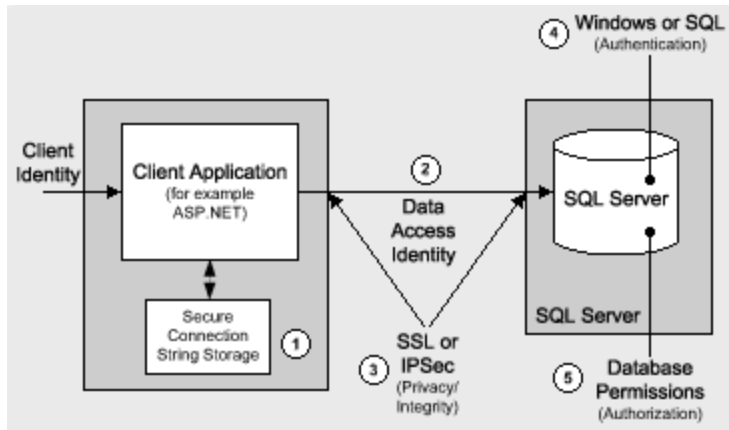 4
Windows or SQL
(Authentication)
Client
Identity
Client Application
(for example
ASP.NET)
2
Data
Access
Identity
SQL Server
SQL Server
Secure
Connection
String Storage
1
3
SSL or
IPSec
(Privacy/
Integrity)
5
Database
Permissions
(Authorization)